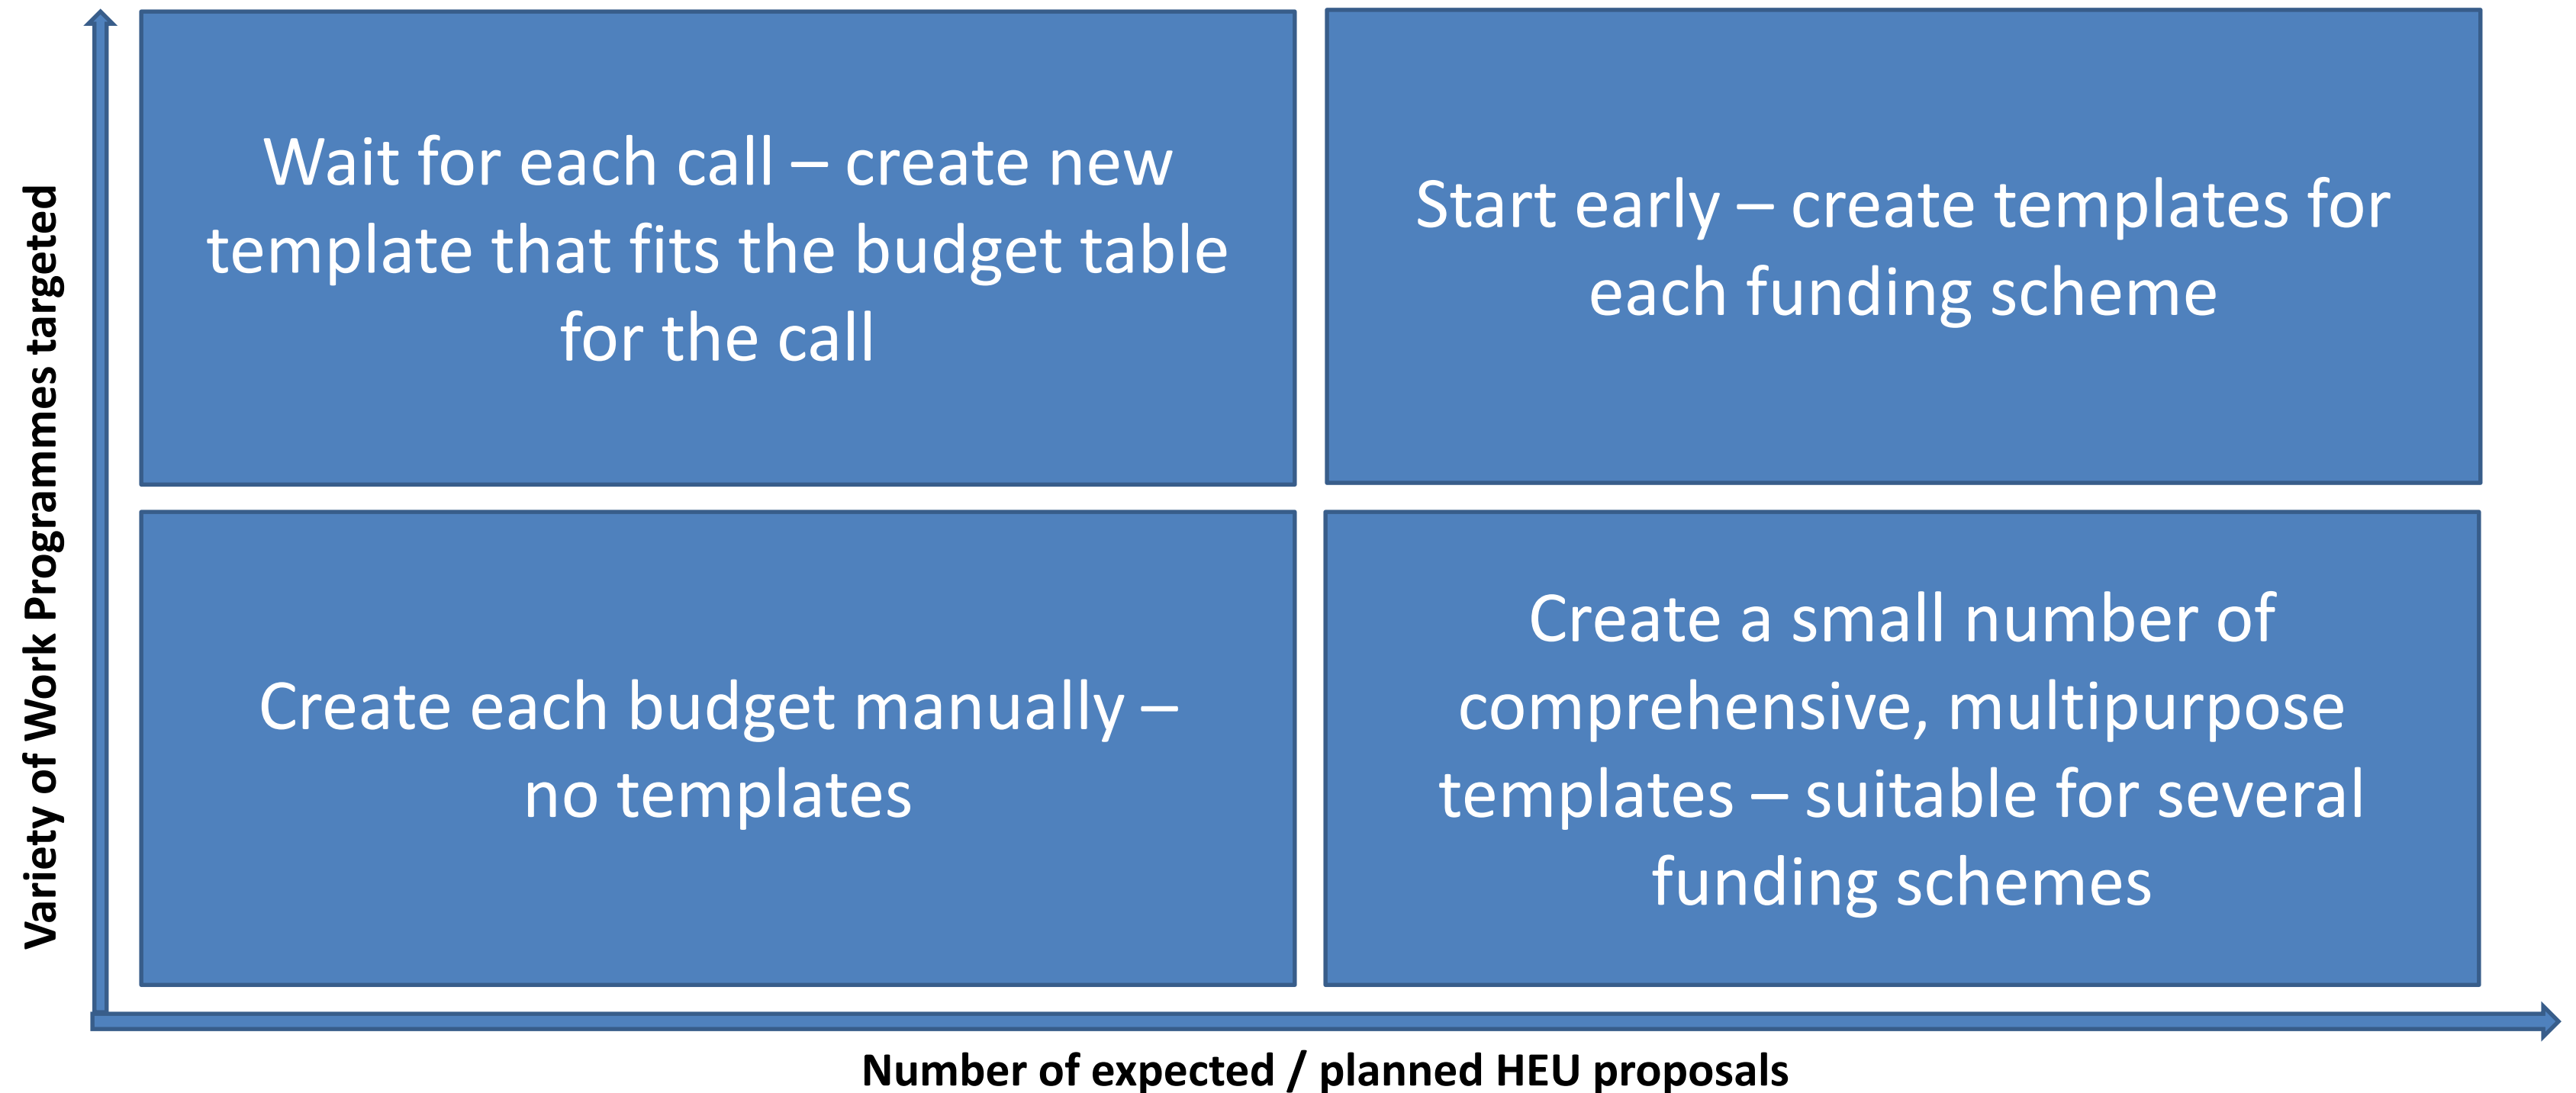 Variety of Work Programmes targeted
Wait for each call – create new
template that fits the budget table
for the call
Start early – create templates for
each funding scheme
Create each budget manually –
no templates
Create a small number of
comprehensive, multipurpose
templates – suitable for several
funding schemes
Number of expected / planned HEU proposals